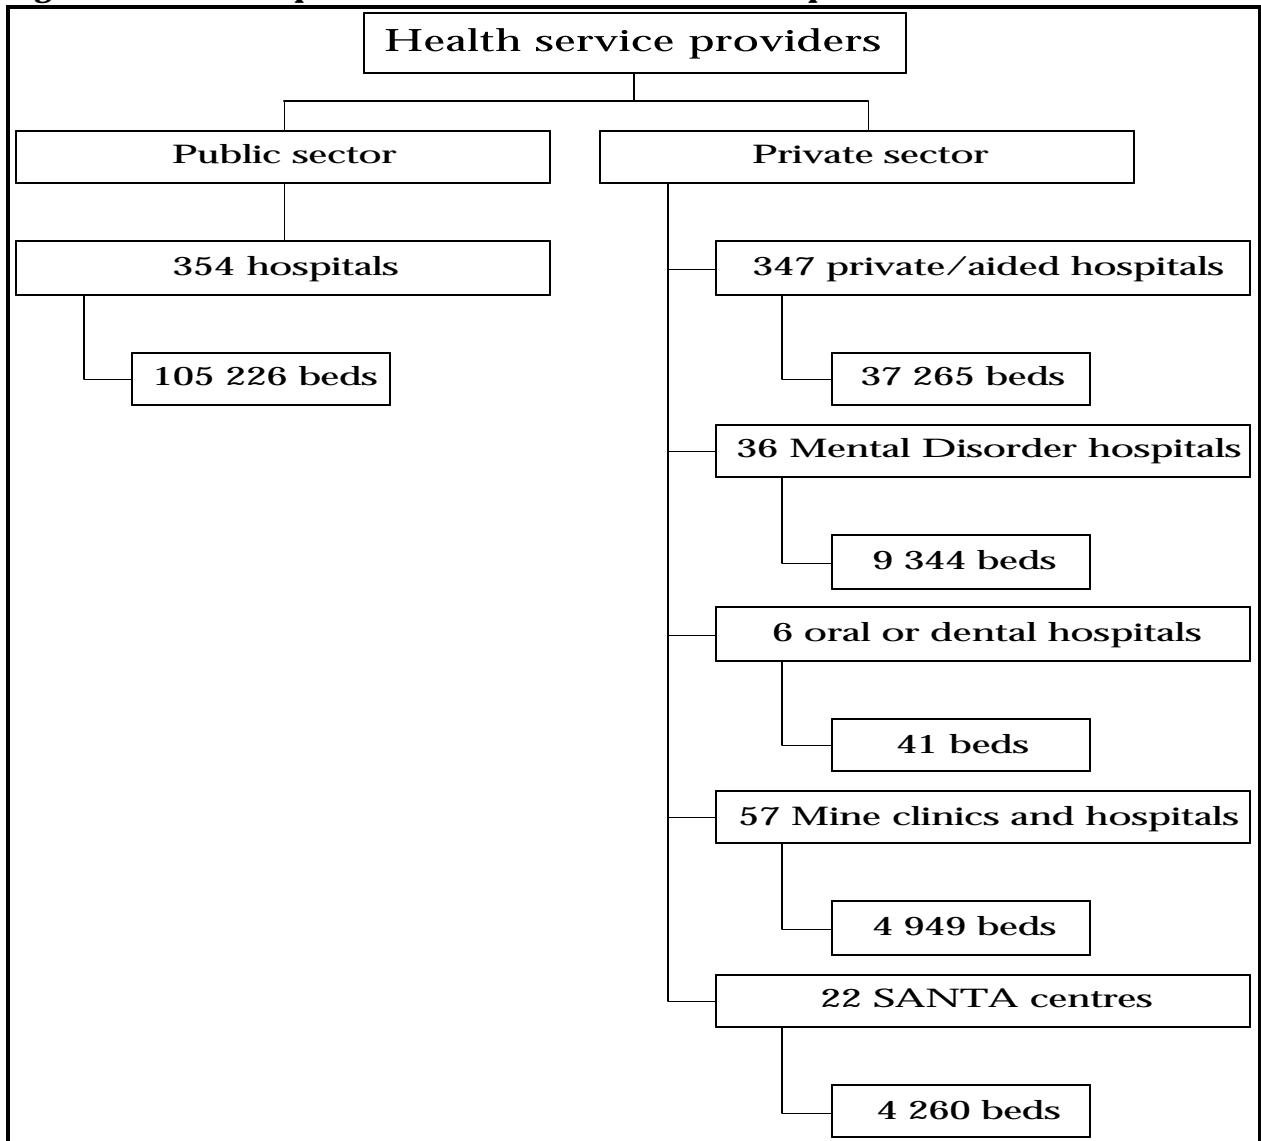 Health service providers
Public sector
Private sector
354 hospitals
347 private/aided hospitals
105 226 beds
37 265 beds
36 Mental Disorder hospitals
9 344 beds
6 oral or dental hospitals
41 beds
57 Mine clinics and hospitals
4 949 beds
22 SANTA centres
4 260 beds